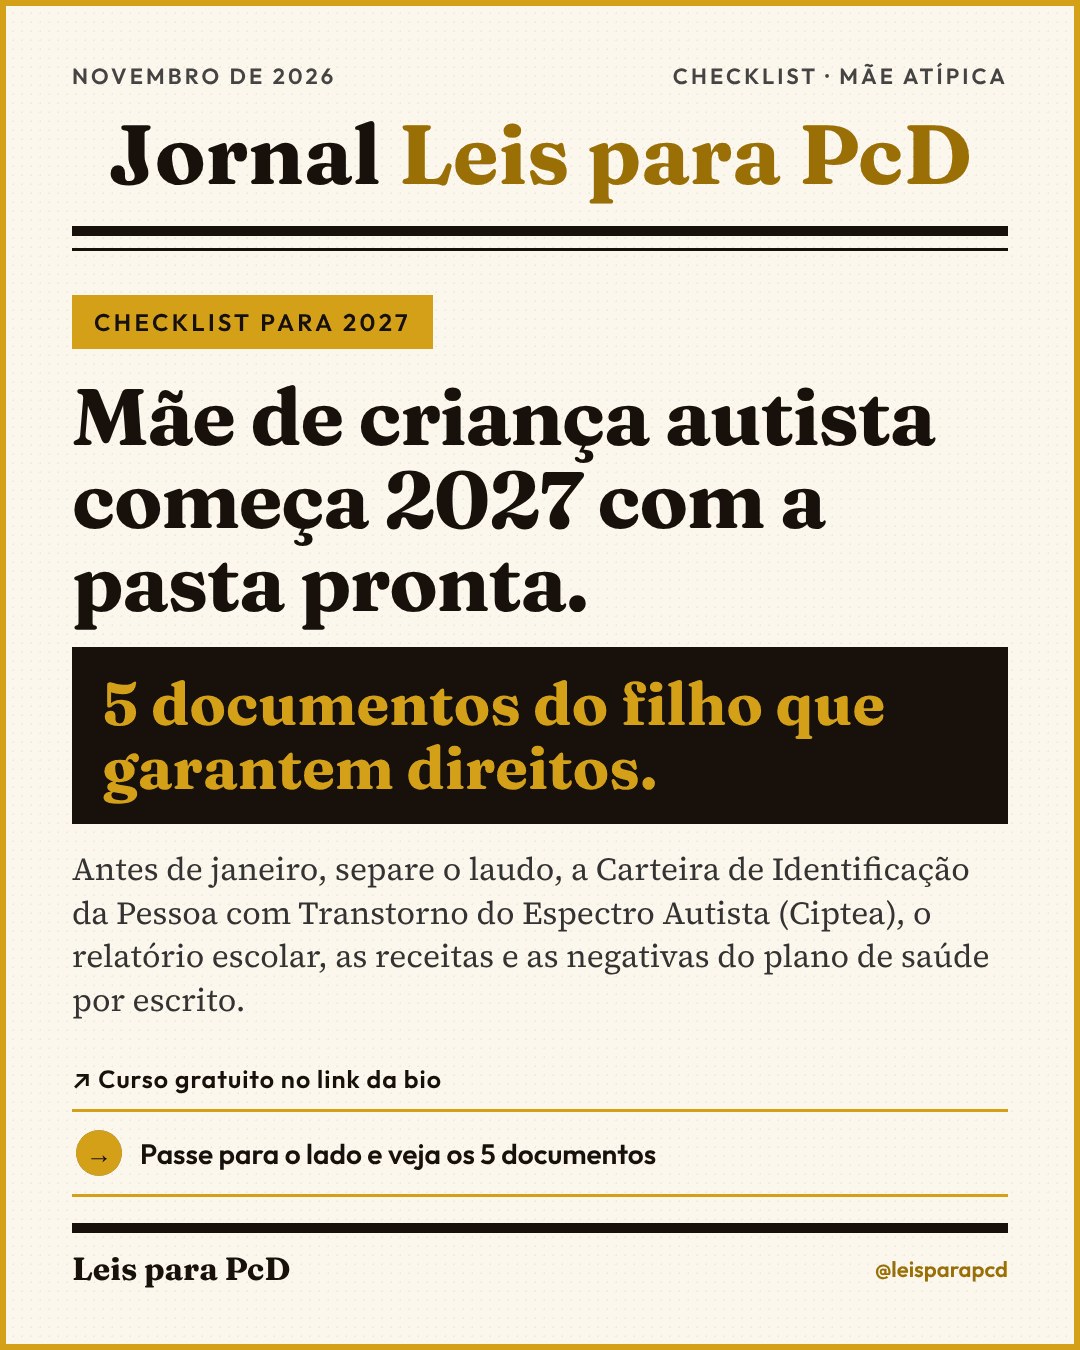 NOVEMBRO DE 2026
CHECKLIST · MÃE ATÍPICA
Jornal Leis para PcD
CHECKLIST PARA 2027
Mãe de criança autista
começa 2027 com a
pasta pronta.
5 documentos do filho que
garantem direitos.
Antes de janeiro, separe o laudo, a Carteira de Identificação
da Pessoa com Transtorno do Espectro Autista (Ciptea), o
relatório escolar, as receitas e as negativas do plano de saúde
por escrito.
↗ Curso gratuito no link da bio
→ Passe para o lado e veja os 5 documentos
Leis para PcD
@leisparapcd